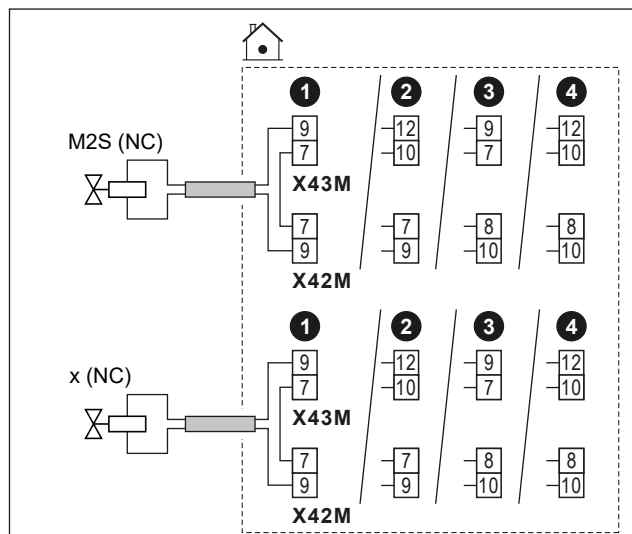 1 2 3 4
M2S (NC)
9 12 9 12
7 10 7 10
X43M
7 7 8 8
9 9 10 10
X42M
1 2 3 4
x (NC)
9 12 9 12
7 10 7 10
X43M
7 7 8 8
9 9 10 10
X42M